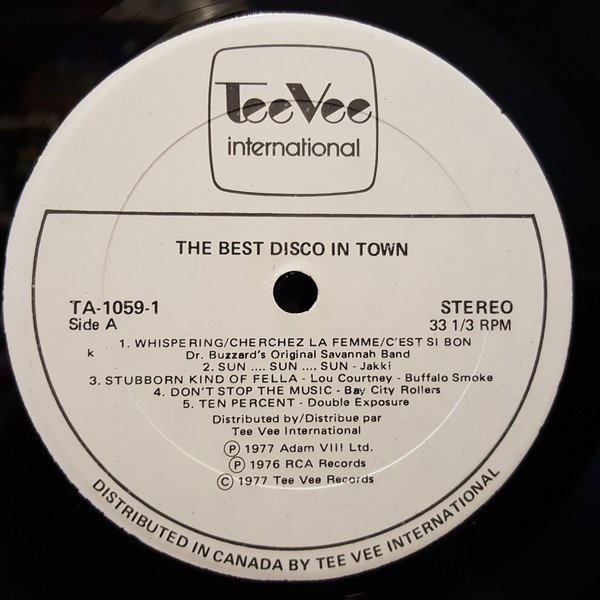 TeeVee
international
THE BEST DISCO IN TOWN
TA-1059-1
STEREO
Side A
33 1/3 RPM
1. WHISPERING/CHERCHEZ LA FEMME/C'EST SI BON
k Dr. Buzzard's Original Savannah Band
2. SUN .... SUN .... SUN - Jakki
3. STUBBORN KIND OF FELLA - Lou Courtney - Buffalo Smoke
4. DON'T STOP THE MUSIC - Bay City Rollers
5. TEN PERCENT - Double Exposure
Distributed by/Distribue par
Tee Vee International
Ⓟ 1977 Adam VIII Ltd.
Ⓟ 1976 RCA Records
© 1977 Tee Vee Records
DISTRIBUTED IN CANADA BY TEE VEE INTERNATIONAL